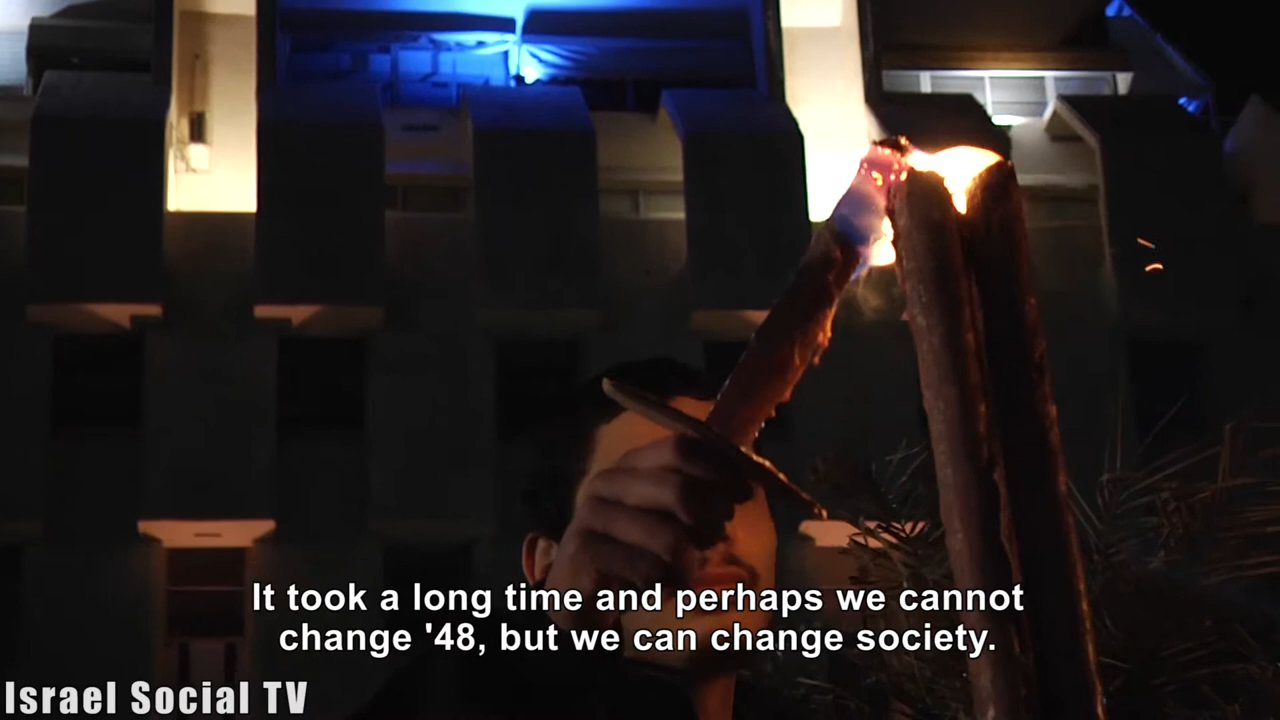 It took a long time and perhaps we cannot
change '48, but we can change society.
Israel Social TV